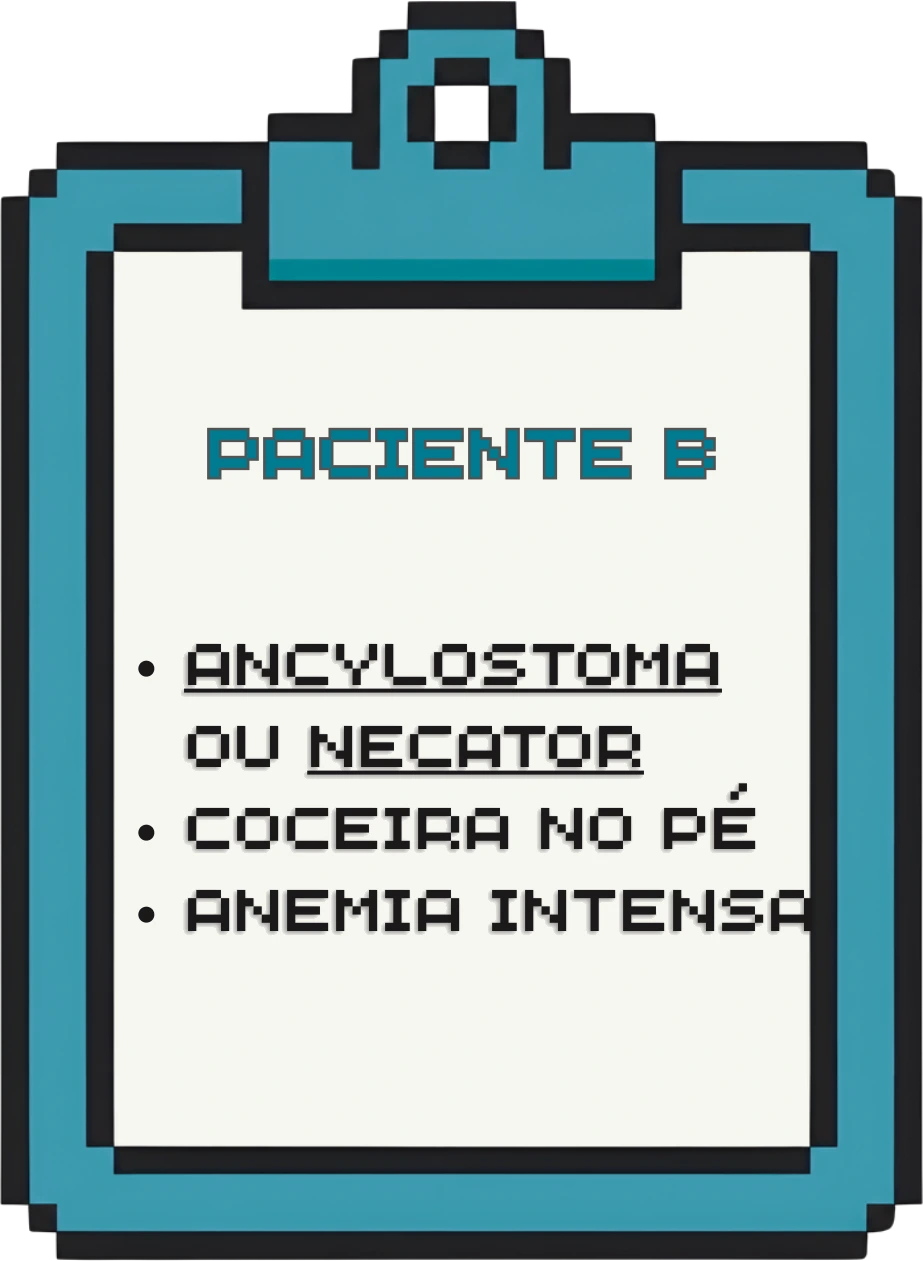 PACIENTE B
• ANCYLOSTOMA
OU NECATOR
• COCEIRA NO PÉ
• ANEMIA INTENSA